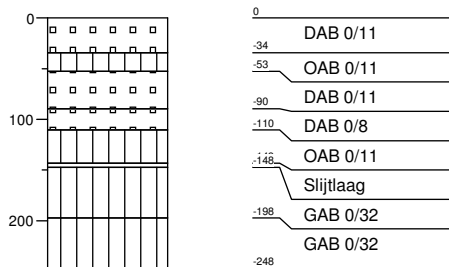 0
100
200
0
DAB 0/11
-34
OAB 0/11
-53
DAB 0/11
-90
DAB 0/8
-110
OAB 0/11
-148
Slijtlaag
-198
GAB 0/32
GAB 0/32
-248